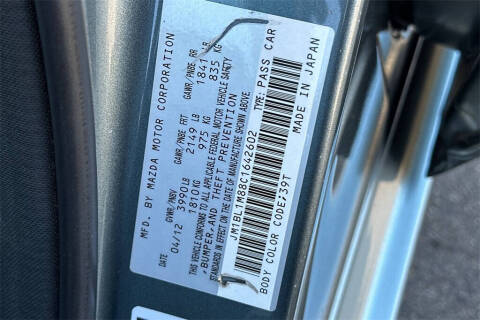 MFD. BY MAZDA MOTOR CORPORATION
DATE GVWR/PNBV GAWR/PNBE FRT GAWR/PNBE RR
04/12 3990LB 2149 LB 1841 LB
1810KG 975 KG 835 KG
THIS VEHICLE CONFORMS TO ALL APPLICABLE FEDERAL MOTOR VEHICLE SAFETY
BUMPER, AND THEFT PREVENTION
STANDARDS IN EFFECT ON THE DATE OF MANUFACTURE SHOWN ABOVE.
JM1BL1M88C1642602 TYPE: PASS CAR
BODY COLOR CODE:39T MADE IN JAPAN